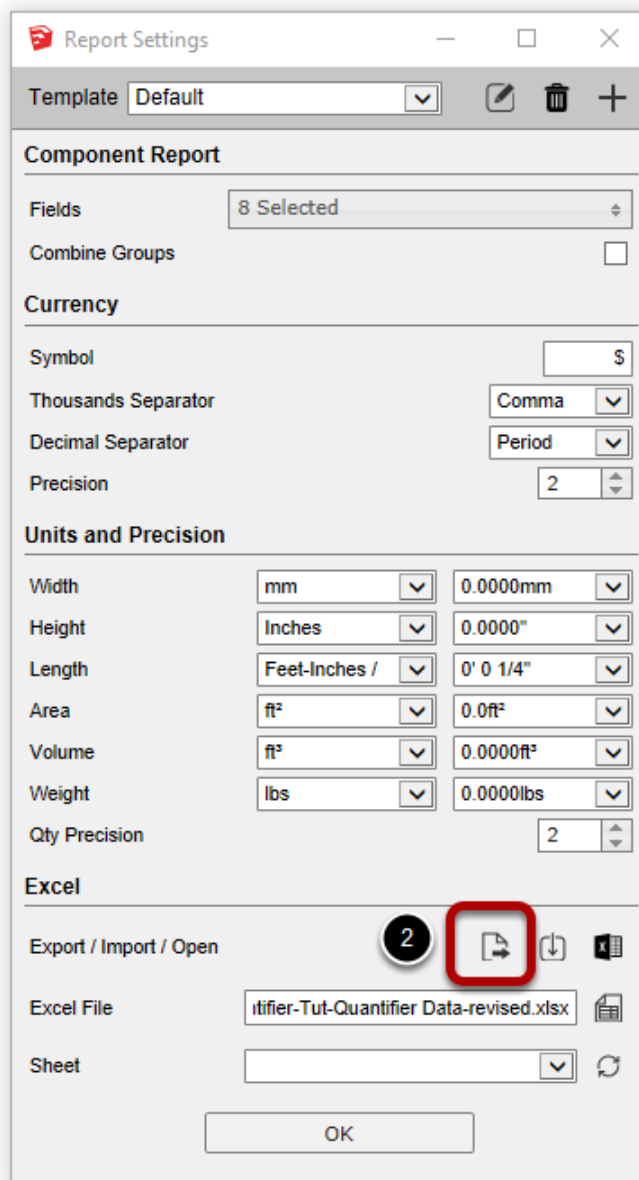 Report Settings
Template Default
Component Report
Fields 8 Selected
Combine Groups
Currency
Symbol $
Thousands Separator Comma
Decimal Separator Period
Precision 2
Units and Precision
Width mm 0.0000mm
Height Inches 0.0000"
Length Feet-Inches / 0' 0 1/4"
Area ft² 0.0ft²
Volume ft³ 0.0000ft³
Weight lbs 0.0000lbs
Qty Precision 2
Excel
Export / Import / Open 2
Excel File ntifier-Tut-Quantifier Data-revised.xlsx
Sheet
OK